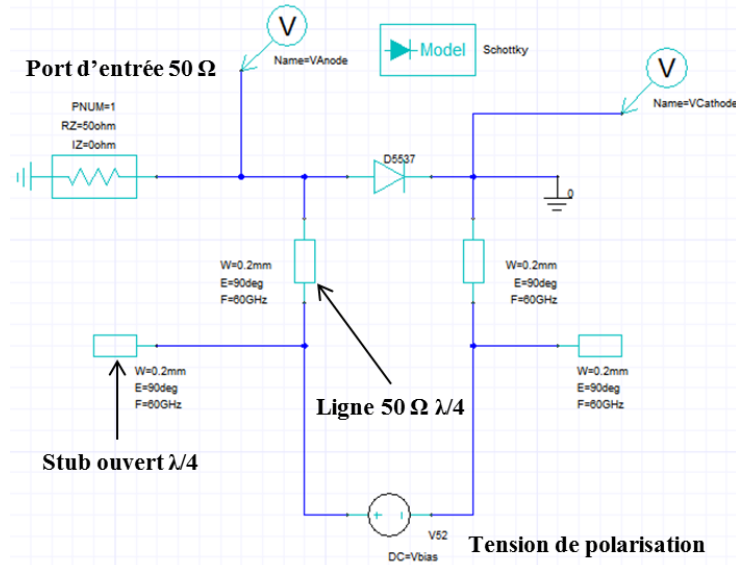 V
Port d'entrée 50 Ω
Name=VAnode
Model
Schottky
V
Name=VCathode
PNUM=1
RZ=50ohm
IZ=0ohm
D5537
0
W=0.2mm
E=90deg
F=60GHz
W=0.2mm
E=90deg
F=60GHz
W=0.2mm
E=90deg
F=60GHz
W=0.2mm
E=90deg
F=60GHz
Ligne 50 Ω λ/4
Stub ouvert λ/4
V52
DC=Vbias
Tension de polarisation